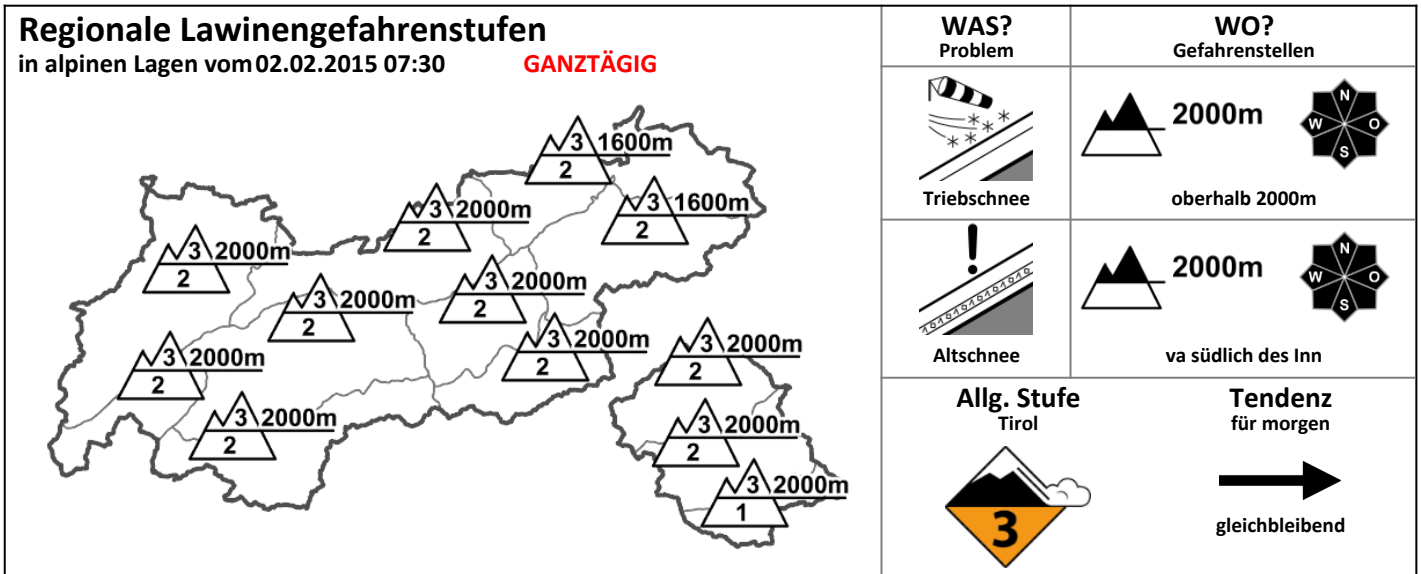 Regionale Lawinengefahrenstufen
in alpinen Lagen vom 02.02.2015 07:30 GANZTÄGIG
3 1600m
2
3 1600m
2
3 2000m
2
3 2000m
2
3 2000m
2
3 2000m
2
3 2000m
2
3 2000m
2
3 2000m
2
3 2000m
2
3 2000m
2
3 2000m
1
WAS?
Problem
WO?
Gefahrenstellen
Triebschnee
2000m
N
W O
S
oberhalb 2000m
!
Altschnee
2000m
N
W O
S
va südlich des Inn
Allg. Stufe
Tirol
3
Tendenz
für morgen
gleichbleibend